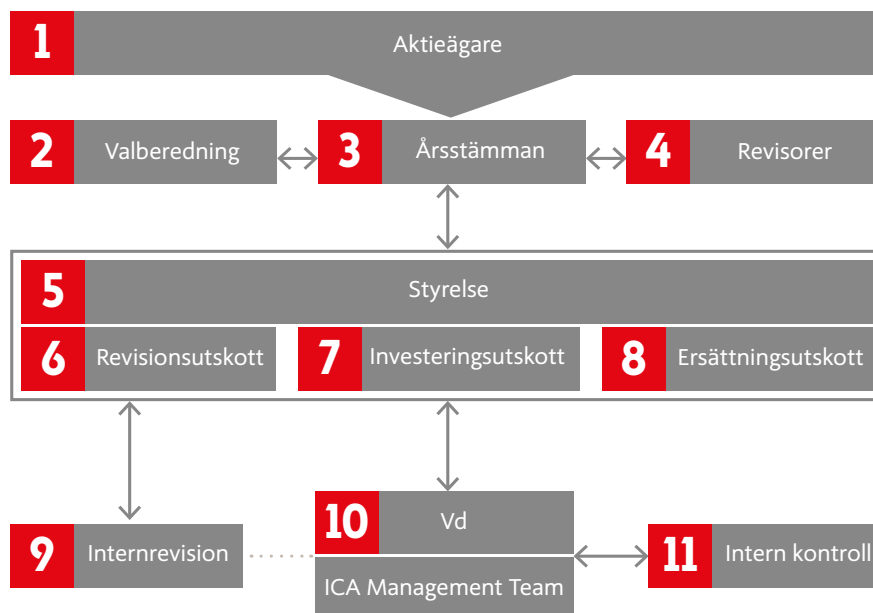 1 Aktieägare
2 Valberedning
3 Årsstämman
4 Revisorer
5 Styrelse
6 Revisionsutskott
7 Investeringsutskott
8 Ersättningsutskott
9 Internrevision
10 Vd
ICA Management Team
11 Intern kontroll